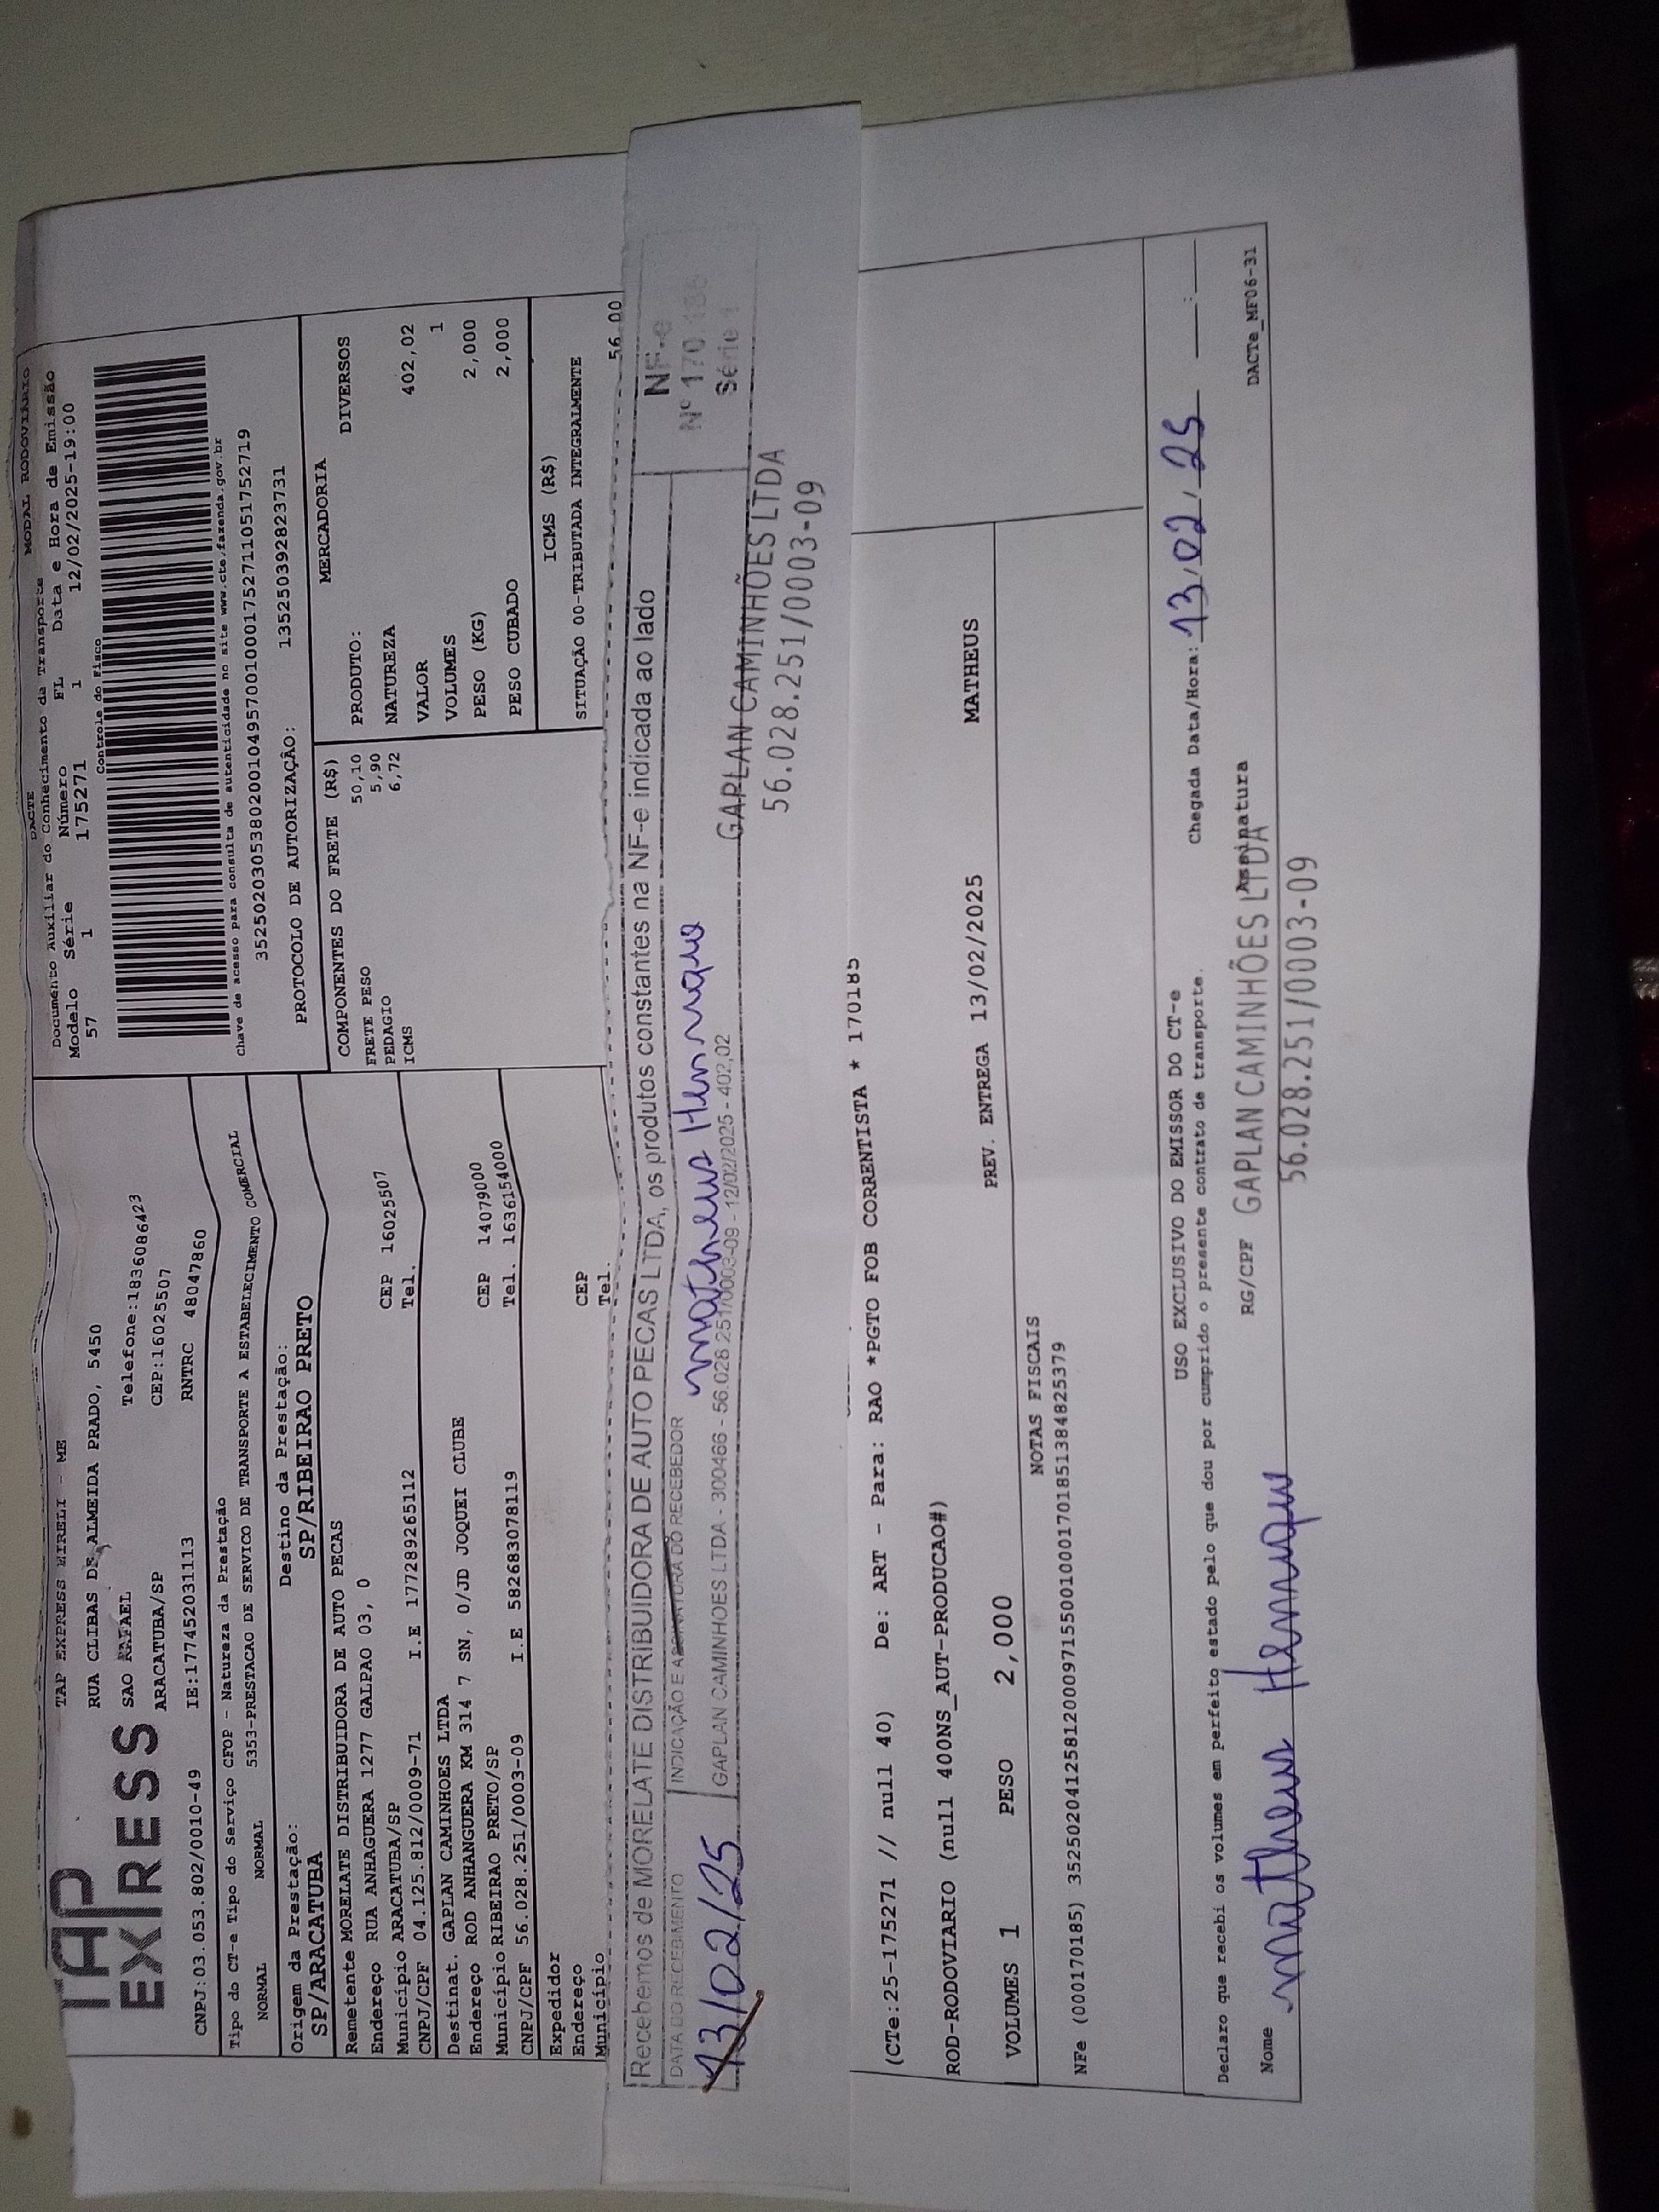 TAP
EXPRESS
TAP EXPRESS EIRELI - ME
RUA CLIBAS DE ALMEIDA PRADO, 5450
SAO RAFAEL Telefone:1836086423
ARACATUBA/SP CEP:16025507
CNPJ:03.053.802/0010-49 IE:177452031113 RNTRC 48047860
DACTE MODAL RODOVIÁRIO
Documento Auxiliar do Conhecimento de Transporte
Modelo Série Número FL Data e Hora de Emissão
57 1 175271 1 12/02/2025-19:00
Controle do Fisco
Chave de acesso para consulta de autenticidade no site www.cte.fazenda.gov.br
35250203053802001049570010001752711051752719
PROTOCOLO DE AUTORIZAÇÃO: 135250392823731
Tipo do CT-e Tipo do Serviço CFOP - Natureza da Prestação
NORMAL NORMAL 5353-PRESTACAO DE SERVICO DE TRANSPORTE A ESTABELECIMENTO COMERCIAL
Origem da Prestação: Destino da Prestação:
SP/ARACATUBA SP/RIBEIRAO PRETO
Remetente MORELATE DISTRIBUIDORA DE AUTO PECAS
Endereço RUA ANHAGUERA 1277 GALPAO 03, 0
Município ARACATUBA/SP CEP 16025507
CNPJ/CPF 04.125.812/0009-71 I.E 177289265112 Tel.
Destinat. GAPLAN CAMINHOES LTDA
Endereço ROD ANHANGUERA KM 314 7 SN, 0/JD JOQUEI CLUBE
Município RIBEIRAO PRETO/SP CEP 14079000
CNPJ/CPF 56.028.251/0003-09 I.E 582683078119 Tel. 1636154000
Expedidor
Endereço CEP
Município Tel.
COMPONENTES DO FRETE (R$)
FRETE PESO 50,10
PEDAGIO 5,90
ICMS 6,72
MERCADORIA
PRODUTO: DIVERSOS
NATUREZA
VALOR 402,02
VOLUMES 1
PESO (KG) 2,000
PESO CUBADO 2,000
ICMS (R$)
SITUAÇÃO 00-TRIBUTADA INTEGRALMENTE
56,00
Recebemos de MORELATE DISTRIBUIDORA DE AUTO PECAS LTDA, os produtos constantes na NF-e indicada ao lado
DATA DO RECEBIMENTO INDICAÇÃO E ASSINATURA DO RECEBEDOR
13/02/25 matheus Henrique
GAPLAN CAMINHOES LTDA - 300466 - 56.028.251/0003-09 - 12/02/2025 - 402,02
NF-e
Nº 170.185
Série 1
GAPLAN CAMINHÕES LTDA
56.028.251/0003-09
(CTe:25-175271 // null 40) De: ART - Para: RAO *PGTO FOB CORRENTISTA * 170185
ROD-RODOVIARIO (null 400NS_AUT-PRODUCAO#)
VOLUMES 1 PESO 2,000 PREV. ENTREGA 13/02/2025 MATHEUS
NOTAS FISCAIS
NFe (000170185) 35250204125812000971550010001701851384825379
USO EXCLUSIVO DO EMISSOR DO CT-e
Declaro que recebi os volumes em perfeito estado pelo que dou por cumprido o presente contrato de transporte. Chegada Data/Hora: 13,02,25 :
Nome matheus Henrique RG/CPF GAPLAN CAMINHÕES LTDA Assinatura
56.028.251/0003-09
DACTe_MF06-31